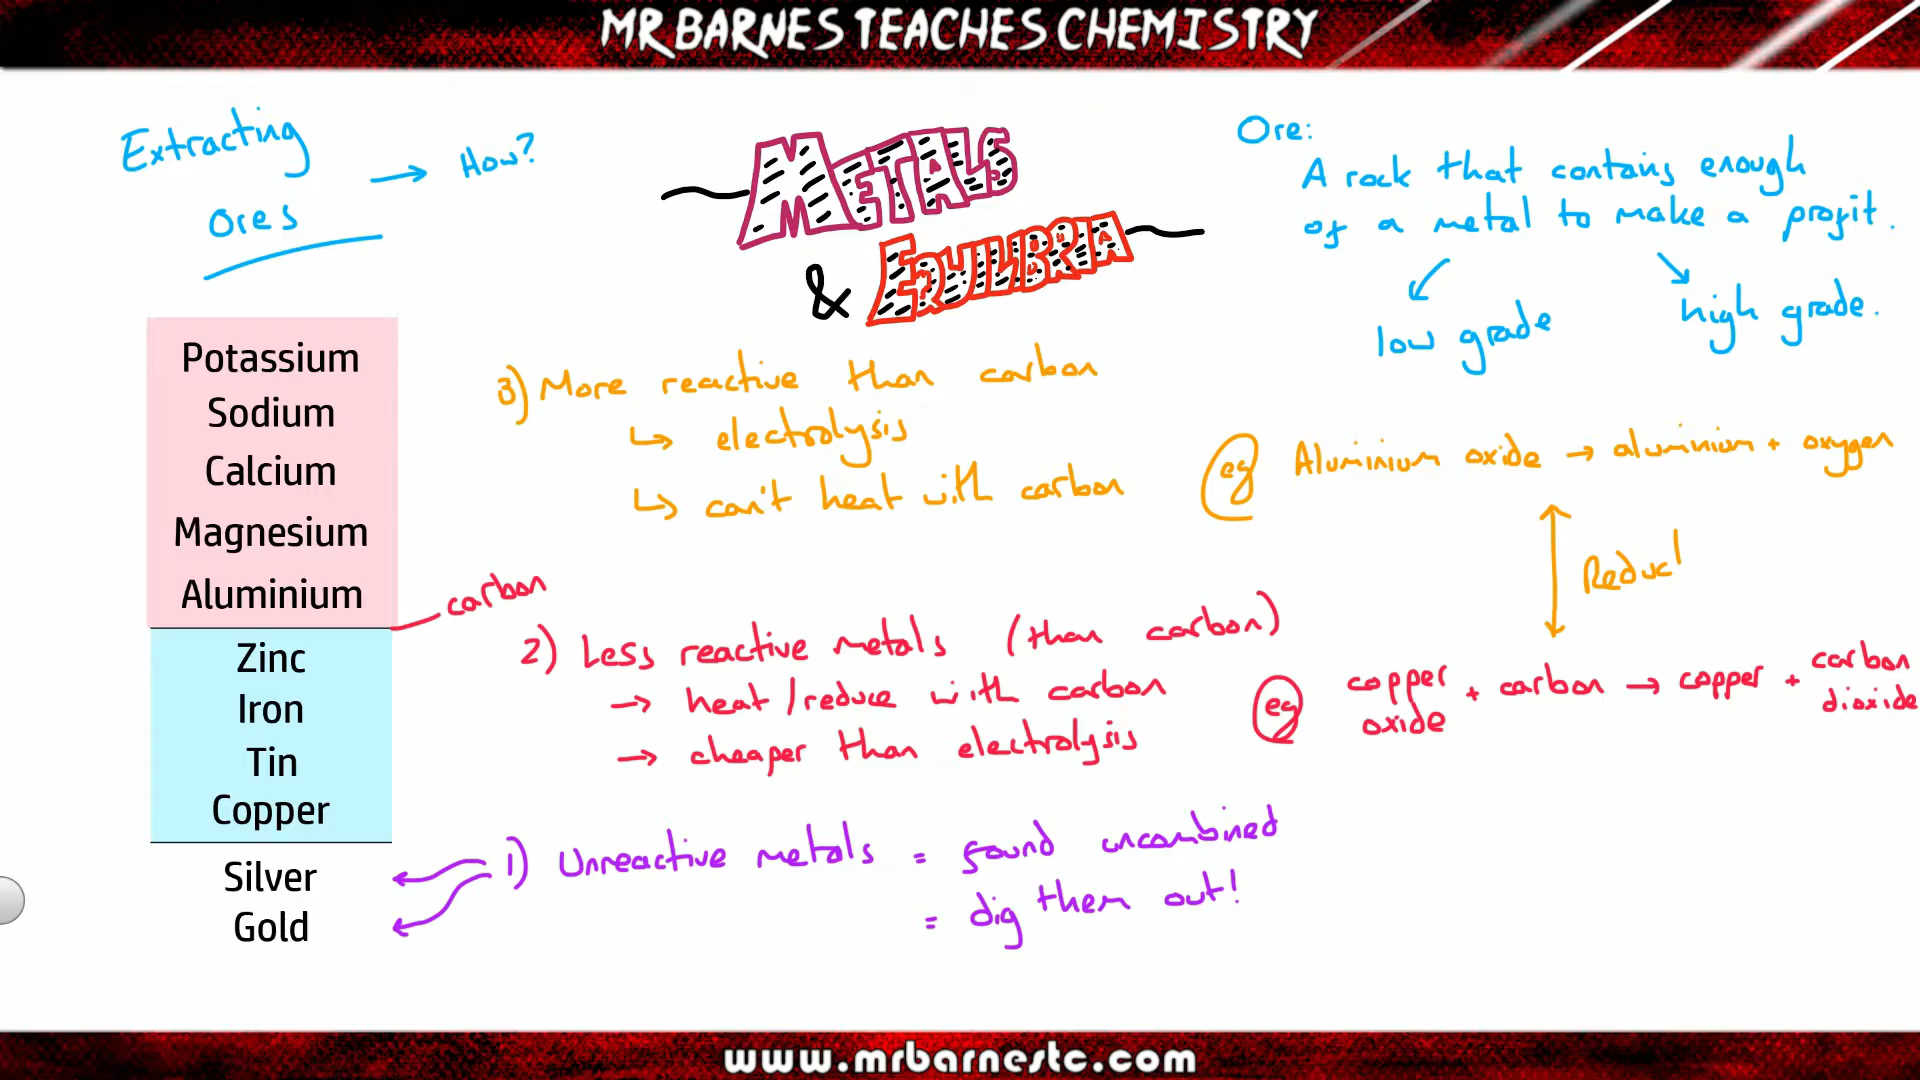 MR BARNES TEACHES CHEMISTRY
Extracting
Ores
→ How?
METALS
& EQUILIBRIA
Ore:
A rock that contains enough
of a metal to make a profit.
low grade
high grade.
Potassium
Sodium
Calcium
Magnesium
Aluminium
carbon
Zinc
Iron
Tin
Copper
Silver
Gold
3) More reactive than carbon
↳ electrolysis
↳ can't heat with carbon
eg Aluminium oxide → aluminium + oxygen
Reduc
2) Less reactive metals (than carbon)
→ heat/reduce with carbon
→ cheaper than electrolysis
eg copper oxide + carbon → copper + carbon dioxide
1) Unreactive metals = found uncombined
= dig them out!
www.mrbarnestc.com